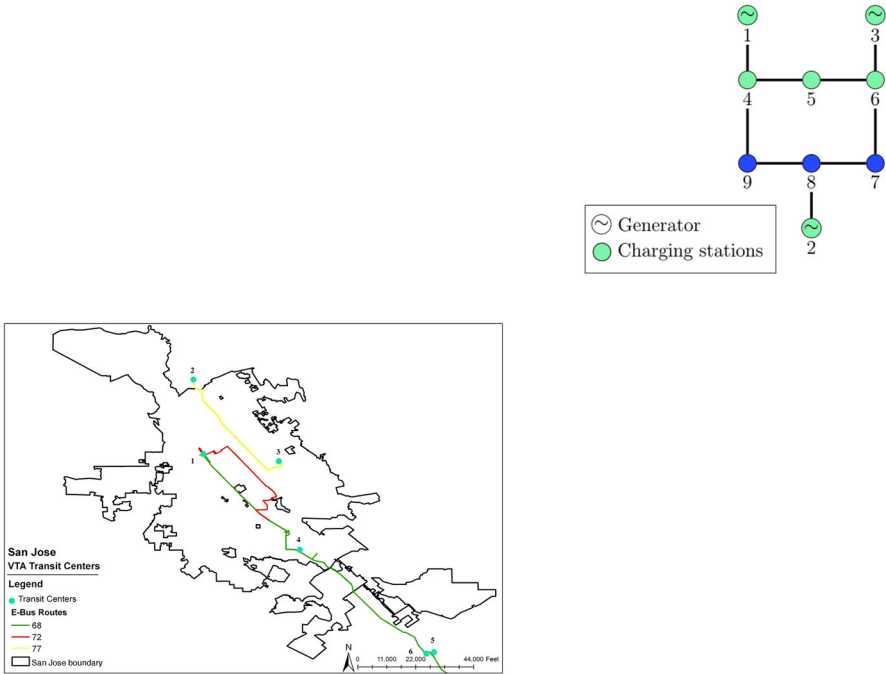 1
3
4
5
6
9
8
7
2
~ Generator
Charging stations
2
3
1
4
5
6
San Jose
VTA Transit Centers
Legend
Transit Centers
E-Bus Routes
68
72
77
San Jose boundary
N
0 11,000 22,000 44,000 Feet